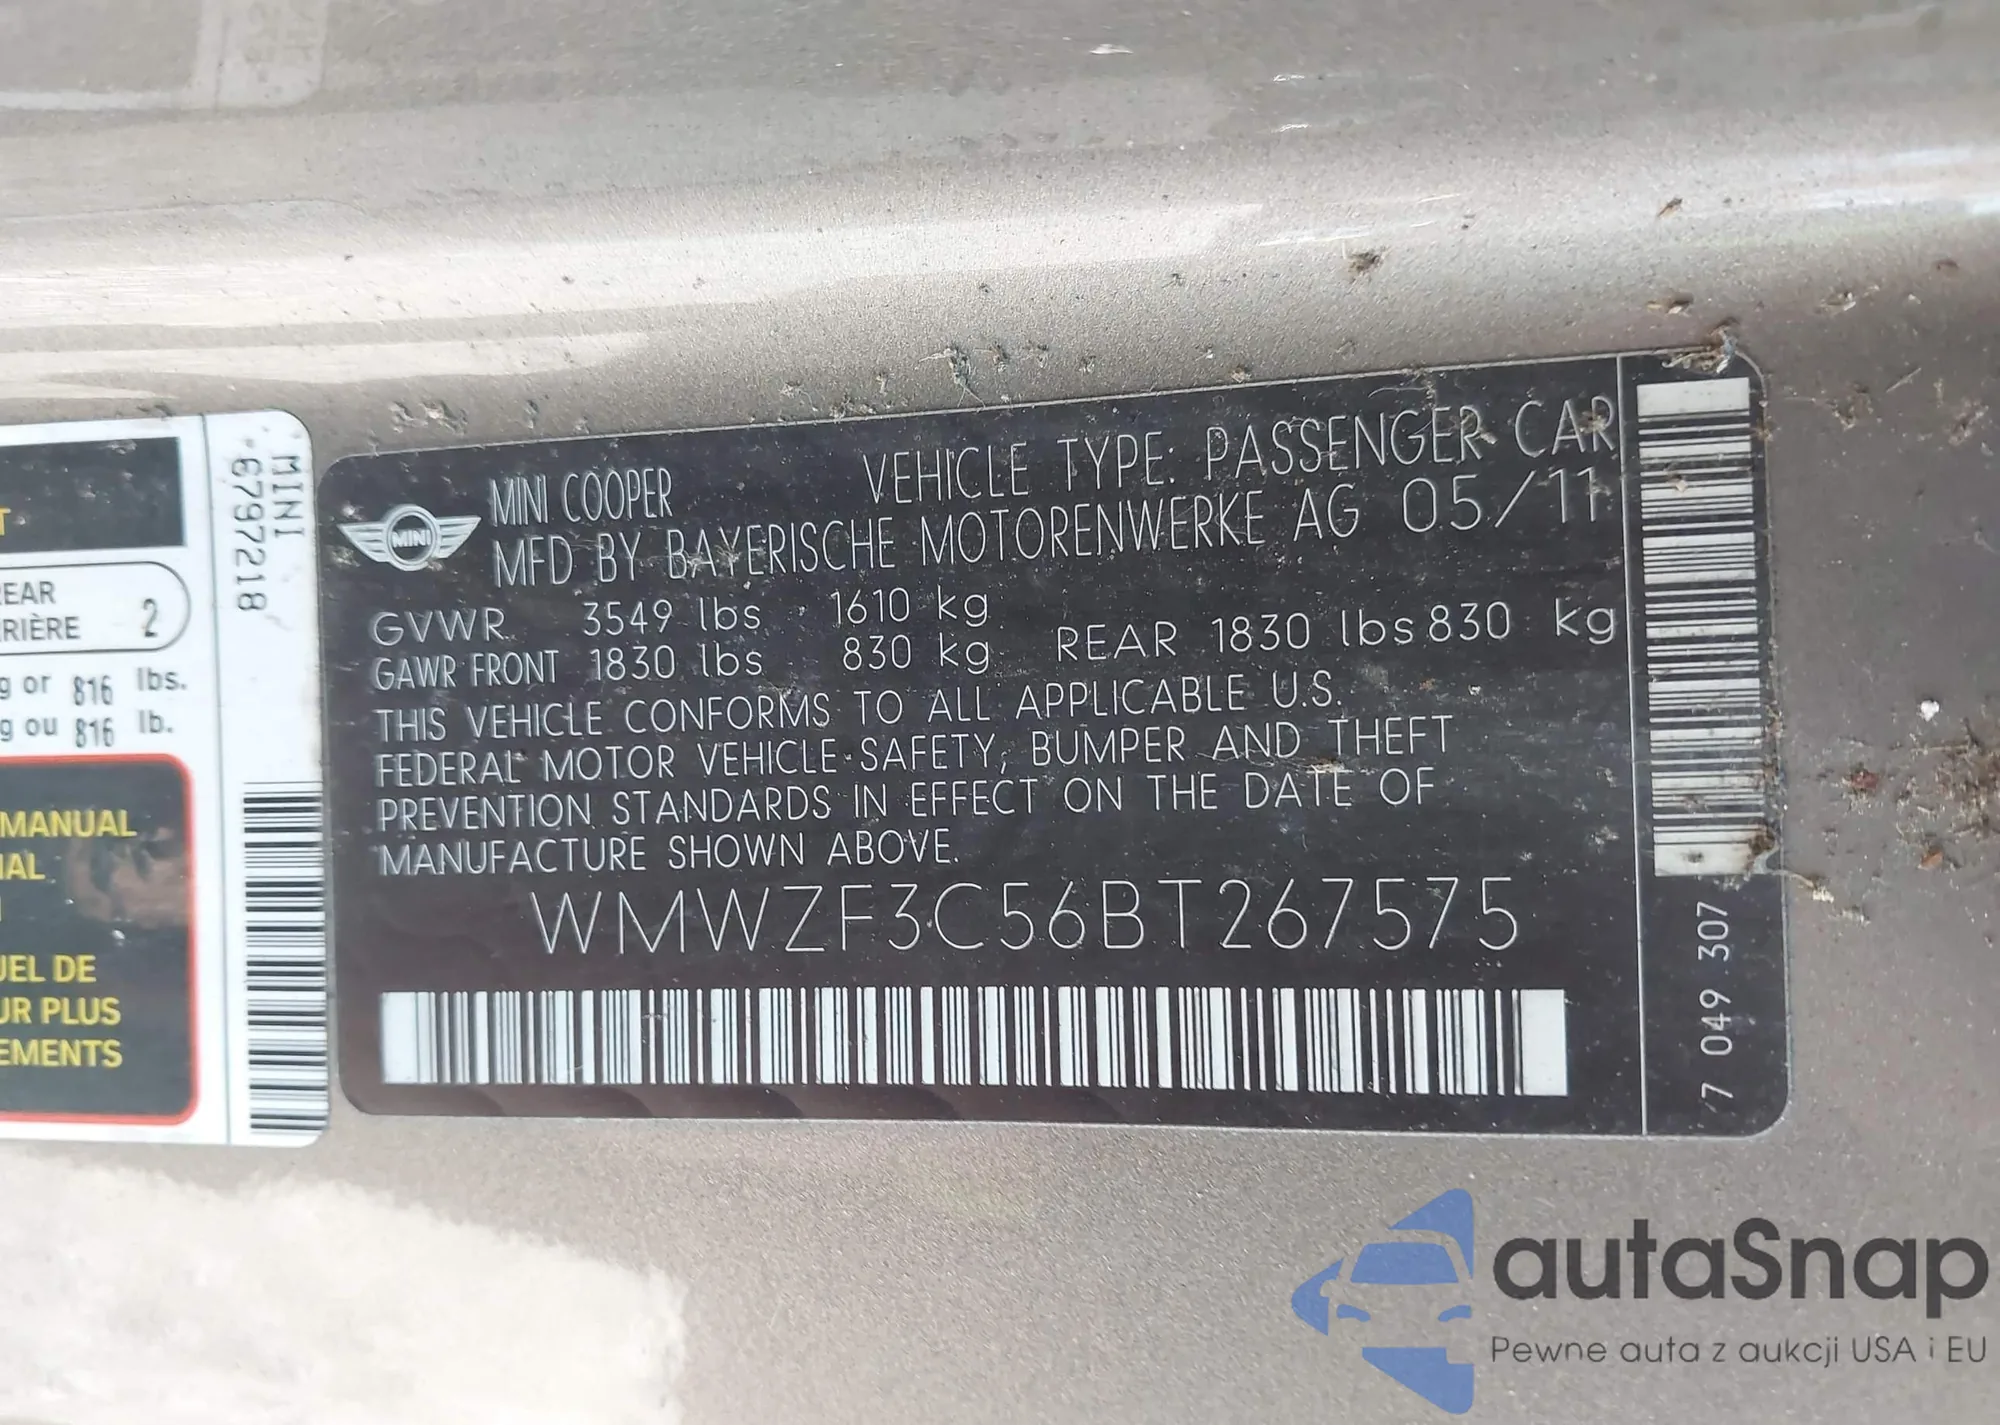 T
REAR
RIÈRE 2
g or 816 lbs.
g ou 816 lb.
MANUAL
UEL DE
UR PLUS
EMENTS
MINI
6797218
MINI
MINI COOPER VEHICLE TYPE: PASSENGER CAR
MFD BY BAYERISCHE MOTORENWERKE AG 05/11
GVWR 3549 lbs 1610 kg
GAWR FRONT 1830 lbs 830 kg REAR 1830 lbs 830 kg
THIS VEHICLE CONFORMS TO ALL APPLICABLE U.S.
FEDERAL MOTOR VEHICLE SAFETY, BUMPER AND THEFT
PREVENTION STANDARDS IN EFFECT ON THE DATE OF
MANUFACTURE SHOWN ABOVE.
WMWZF3C56BT267575
7 049 307
autaSnap
Pewne auta z aukcji USA i EU